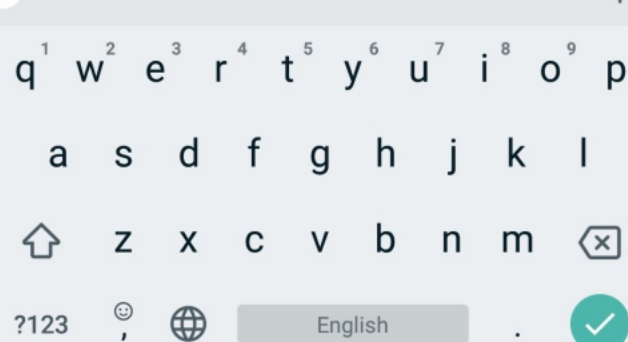 q1 w2 e3 r4 t5 y6 u7 i8 o9 p
a s d f g h j k l
z x c v b n m
?123 , English .